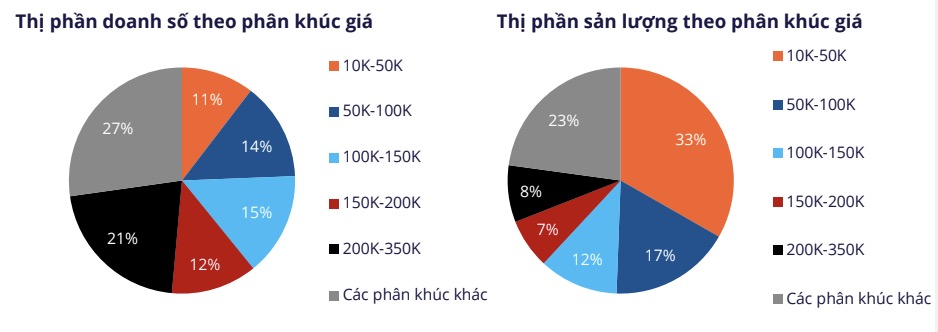 Thị phần doanh số theo phân khúc giá
11%
14%
15%
12%
21%
27%
10K-50K
50K-100K
100K-150K
150K-200K
200K-350K
Các phân khúc khác
Thị phần sản lượng theo phân khúc giá
33%
17%
12%
7%
8%
23%
10K-50K
50K-100K
100K-150K
150K-200K
200K-350K
Các phân khúc khác